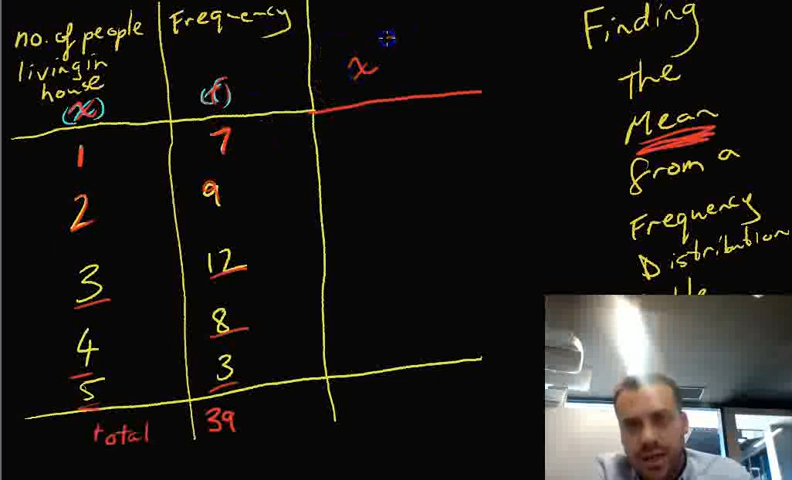 no. of people
living in
house
(x)
Frequency
(f)
x
1 7
2 9
3 12
4 8
5 3
total 39
Finding
the
Mean
from a
Frequency
Distribution